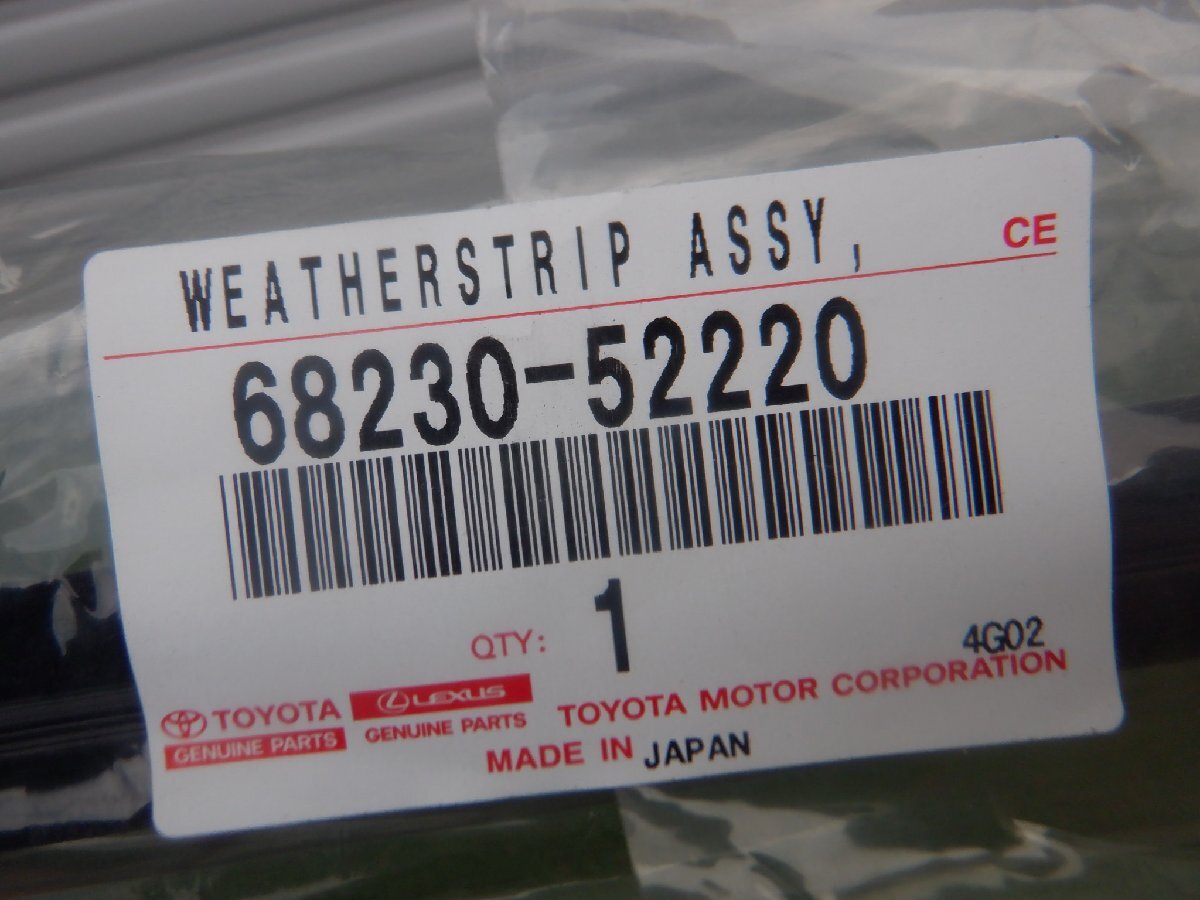 WEATHERSTRIP ASSY,
CE
68230-52220
QTY: 1
4G02
TOYOTA
GENUINE PARTS
LEXUS
GENUINE PARTS
TOYOTA MOTOR CORPORATION
MADE IN JAPAN